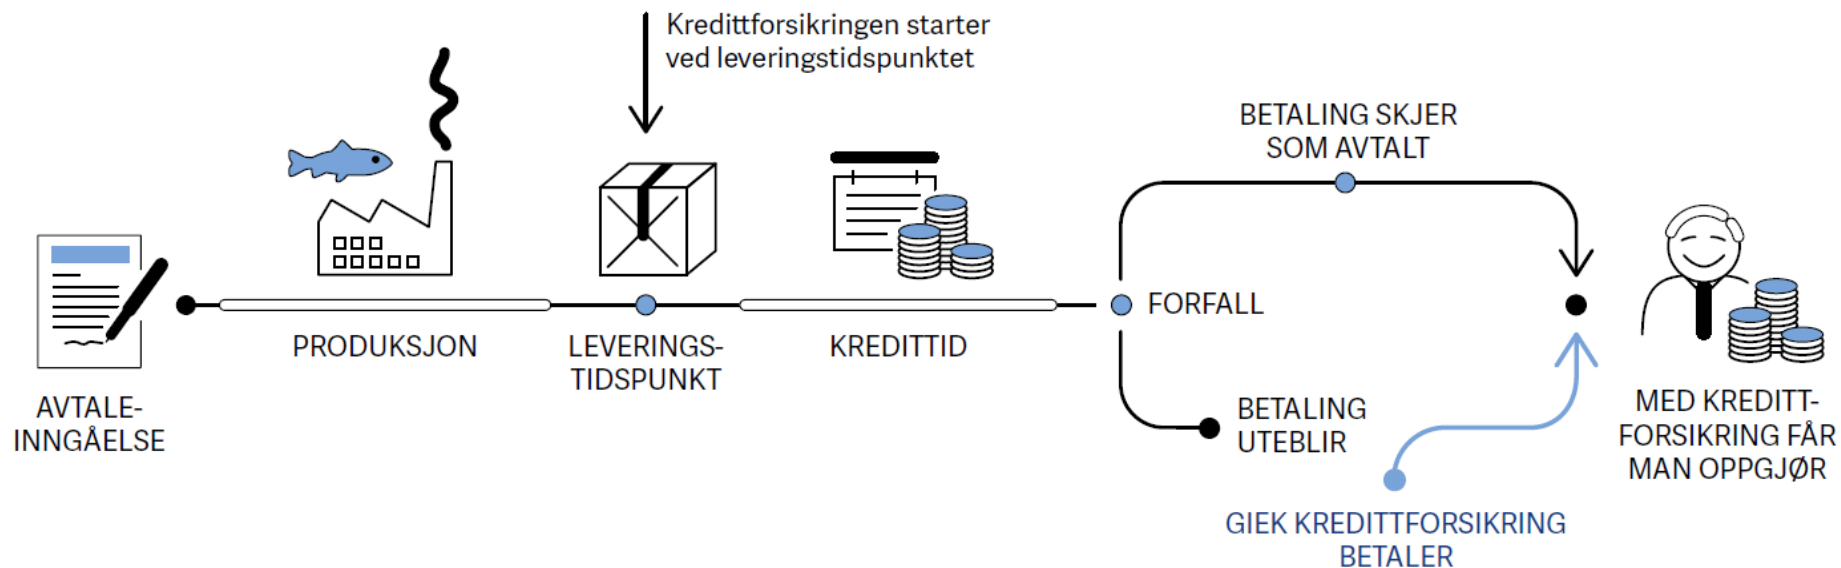 Kredittforsikringen starter
ved leveringstidspunktet
AVTALE-
INNGÅELSE
PRODUKSJON
LEVERINGS-
TIDSPUNKT
KREDITTID
FORFALL
BETALING SKJER
SOM AVTALT
BETALING
UTEBLIR
GIEK KREDITTFORSIKRING
BETALER
MED KREDITT-
FORSIKRING FÅR
MAN OPPGJØR